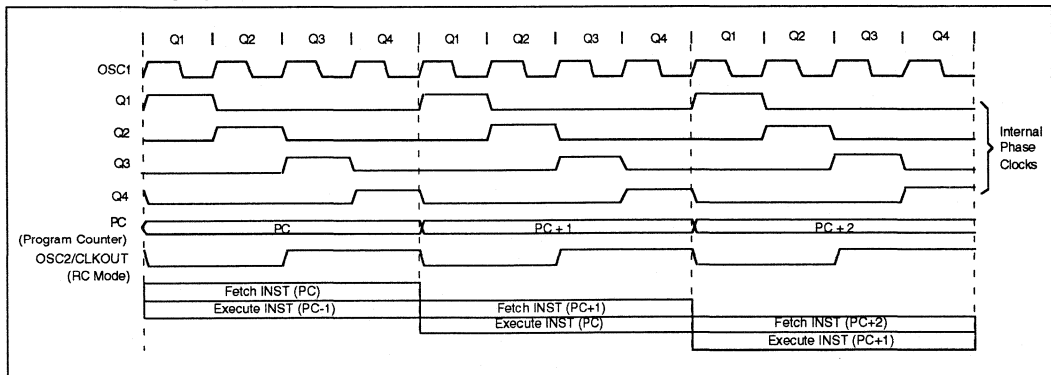 Q1 | Q2 | Q3 | Q4 | Q1 | Q2 | Q3 | Q4 | Q1 | Q2 | Q3 | Q4
OSC1
Q1
Q2
Q3
Q4
Internal
Phase
Clocks
PC
(Program Counter)
PC
PC + 1
PC + 2
OSC2/CLKOUT
(RC Mode)
Fetch INST (PC)
Execute INST (PC-1)
Fetch INST (PC+1)
Execute INST (PC)
Fetch INST (PC+2)
Execute INST (PC+1)